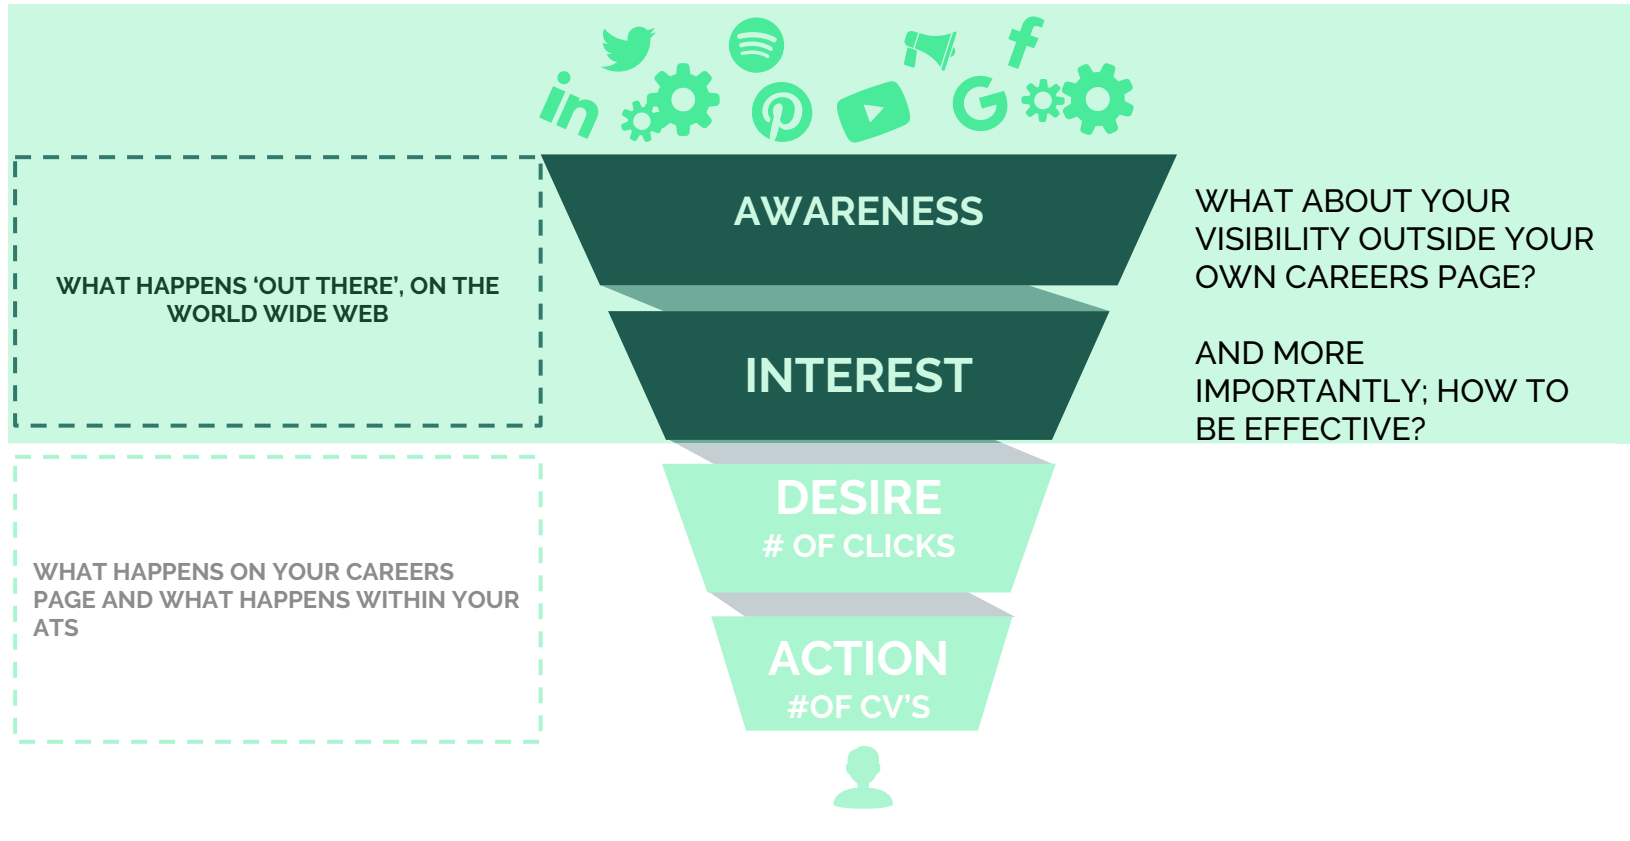 AWARENESS
WHAT HAPPENS ‘OUT THERE’, ON THE
WORLD WIDE WEB
WHAT ABOUT YOUR
VISIBILITY OUTSIDE YOUR
OWN CAREERS PAGE?
AND MORE
IMPORTANTLY; HOW TO
BE EFFECTIVE?
INTEREST
DESIRE
# OF CLICKS
WHAT HAPPENS ON YOUR CAREERS
PAGE AND WHAT HAPPENS WITHIN YOUR
ATS
ACTION
#OF CV’S